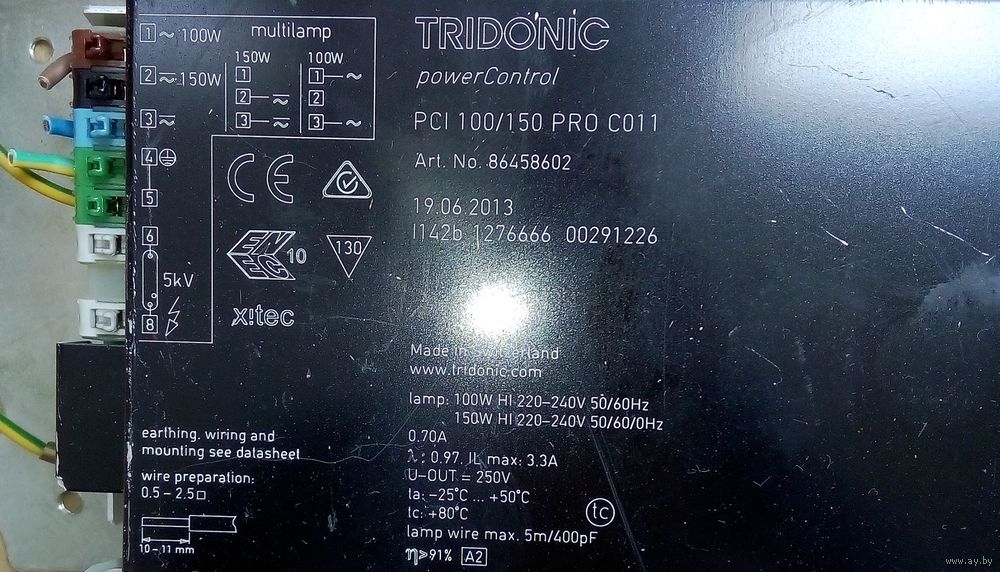 1 ~ 100W
2 ≂ 150W
3 ≂
4
5
6
5kV
8
multilamp
150W 100W
1 1 ~
2 ≂ 2
3 ≂ 3 ~
CE
ENEC 10
130
x!tec
earthing, wiring and
mounting see datasheet
wire preparation:
0.5 – 2.5□
10–11 mm
TRIDONIC
powerControl
PCI 100/150 PRO C011
Art. No. 86458602
19.06.2013
I142b 1276666 00291226
Made in Switzerland
www.tridonic.com
lamp: 100W HI 220–240V 50/60Hz
150W HI 220–240V 50/60/0Hz
0.70A
λ: 0.97, IL max: 3.3A
U-OUT = 250V
ta: –25°C ... +50°C
tc: +80°C
tc
lamp wire max. 5m/400pF
η>91% A2
www.ay.by